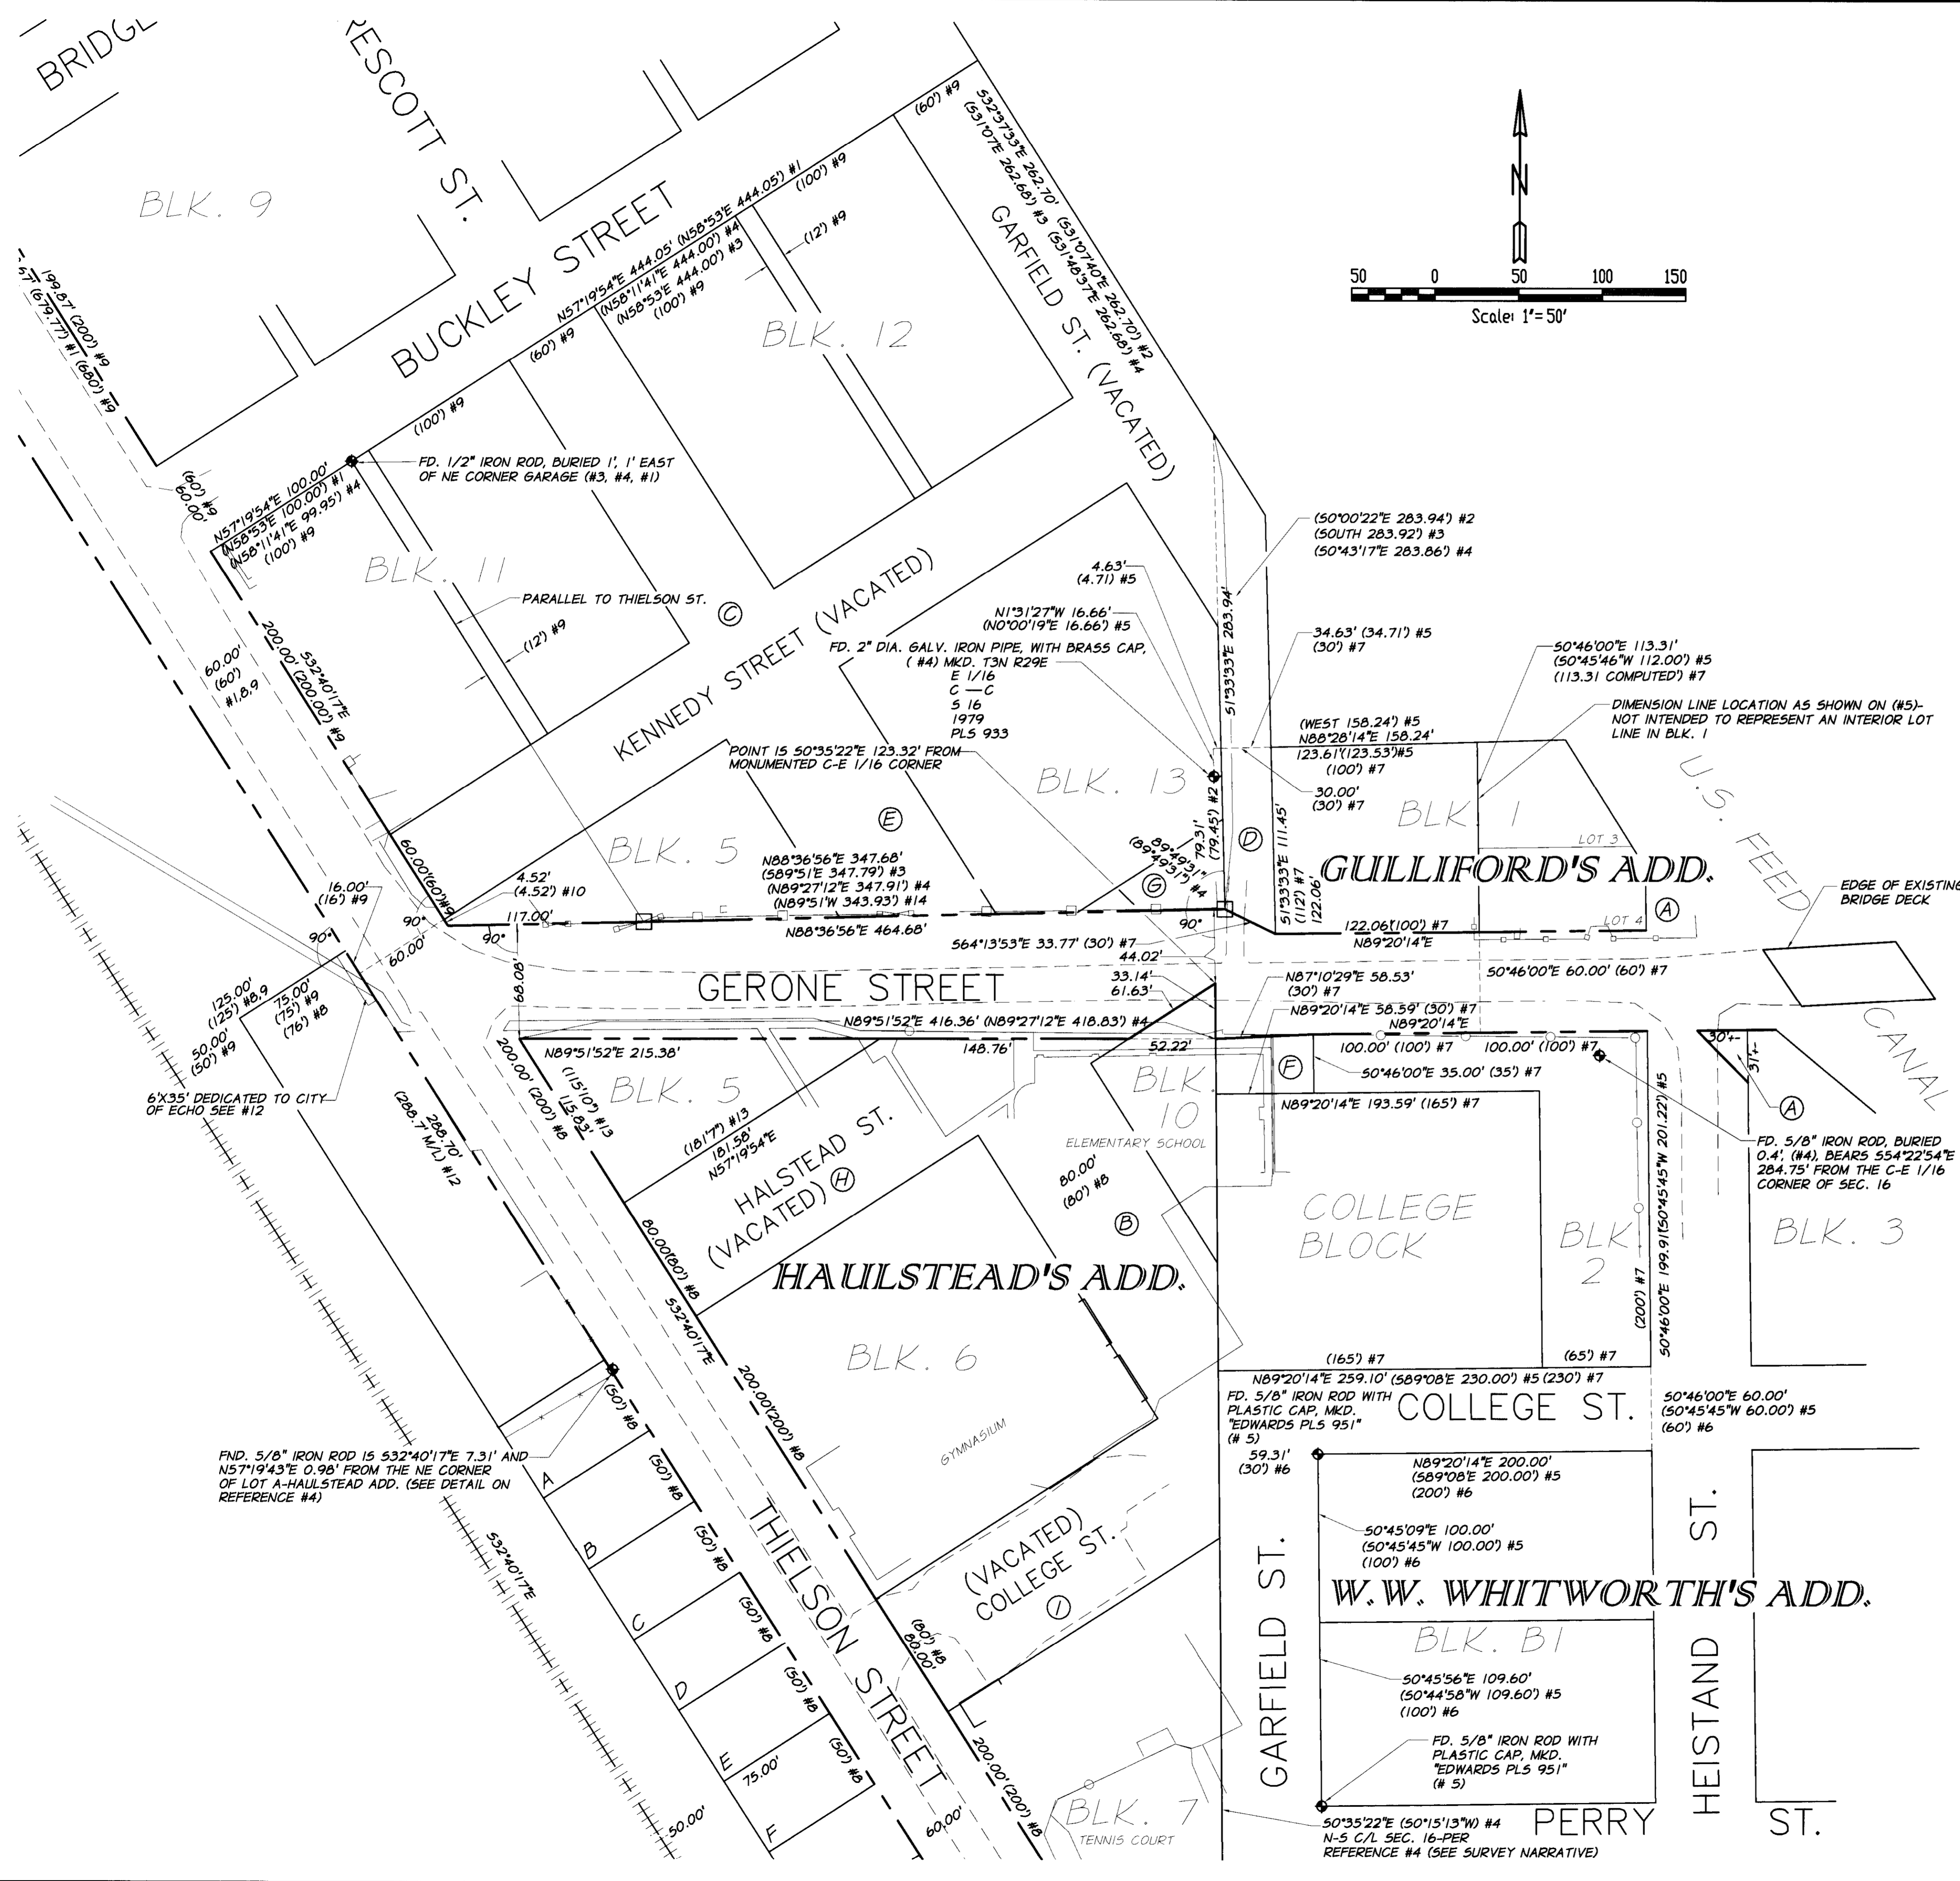 BRIDG
RESCOTT ST.
BLK. 9
BUCKLEY STREET
(60') #9
S32°37'33"E 262.70' (S31°07'40"E 262.70') #2
(S31°07'E 262.68') #3 (S31°48'37"E 262.68') #4
GARFIELD ST. (VACATED)
N57°19'54"E 444.05' (N58°53'E 444.05') #1
(N58°11'41"E 444.00') #4
(N58°53'E 444.00') #3
(100') #9
(100') #9
(12') #9
(60') #9
(100') #9
BLK. 12
N
50 0 50 100 150
Scale: 1"=50'
199.87' (200') #9
57' (679.77') #1 (680') #9
(60') #9
60.00'
N57°19'54"E 100.00'
(N58°53'E 100.00') #1
(N58°11'41"E 99.95') #4
(100') #9
FD. 1/2" IRON ROD, BURIED 1', 1' EAST
OF NE CORNER GARAGE (#3, #4, #1)
BLK. 11
PARALLEL TO THIELSON ST.
(12') #9
C
KENNEDY STREET (VACATED)
60.00'
(60')
#1,8,9
S32°40'17"E
200.00' (200.00') #9
4.63'
(4.71) #5
N1°31'27"W 16.66'
(N0°00'19"E 16.66') #5
FD. 2" DIA. GALV. IRON PIPE, WITH BRASS CAP,
( #4) MKD. T3N R29E
E 1/16
C — C
S 16
1979
PLS 933
POINT IS S0°35'22"E 123.32' FROM
MONUMENTED C-E 1/16 CORNER
(S0°00'22"E 283.94') #2
(SOUTH 283.92') #3
(S0°43'17"E 283.86') #4
S1°33'33"E 283.94'
34.63' (34.71') #5
(30') #7
S0°46'00"E 113.31'
(S0°45'46"W 112.00') #5
(113.31 COMPUTED') #7
DIMENSION LINE LOCATION AS SHOWN ON (#5)-
NOT INTENDED TO REPRESENT AN INTERIOR LOT
LINE IN BLK. 1
(WEST 158.24') #5
N88°28'14"E 158.24'
123.61'(123.53')#5
(100') #7
30.00'
(30') #7
BLK. 13
BLK 1
U.S. FEED
CANAL
LOT 3
LOT 4
A
D
GULLIFORD'S ADD.
EDGE OF EXISTING
BRIDGE DECK
S1°33'33"E 111.45'
(112') #7
122.06'
79.31'
(79.45') #2
89°49'31"
(89°49'31") #4
G
E
BLK. 5
N88°36'56"E 347.68'
(S89°51'E 347.79') #3
(N89°27'12"E 347.91') #4
(N89°51'W 343.93') #14
60.00'(60')#9
4.52'
(4.52') #10
16.00'
(16') #9
90°
90°
90°
90°
117.00'
N88°36'56"E 464.68'
60.00'
68.08'
122.06'(100') #7
N89°20'14"E
S64°13'53"E 33.77' (30') #7
44.02'
33.14'
61.63'
GERONE STREET
N87°10'29"E 58.53'
(30') #7
N89°20'14"E 58.59' (30') #7
N89°20'14"E
S0°46'00"E 60.00' (60') #7
N89°51'52"E 416.36' (N89°27'12"E 418.83') #4
N89°51'52"E 215.38'
148.76'
52.22'
100.00' (100') #7
100.00' (100') #7
S0°46'00"E 35.00' (35') #7
F
N89°20'14"E 193.59' (165') #7
30'+-
31'+-
A
125.00'
(125') #8,9
75.00'
(75') #9
(76') #8
50.00'
(50') #9
6'X35' DEDICATED TO CITY
OF ECHO SEE #12
288.70'
(288.7' M/L) #12
200.00' (200') #8
(115'10") #13
115.83'
BLK. 5
(181'7") #13
181.58'
N57°19'54"E
HALSTEAD ST.
(VACATED)
H
BLK. 10
ELEMENTARY SCHOOL
80.00'
(80') #8
B
FD. 5/8" IRON ROD, BURIED
0.4', (#4), BEARS S54°22'54"E
284.75' FROM THE C-E 1/16
CORNER OF SEC. 16
COLLEGE
BLOCK
BLK
2
BLK. 3
(200') #7
S0°46'00"E 199.91'(S0°45'45"W 201.22') #5
80.00'(80') #8
HAULSTEAD'S ADD.
S32°40'17"E
BLK. 6
200.00'(200') #8
GYMNASIUM
(165') #7
(65') #7
N89°20'14"E 259.10' (S89°08'E 230.00') #5 (230') #7
FD. 5/8" IRON ROD WITH
PLASTIC CAP, MKD.
"EDWARDS PLS 951"
(# 5)
COLLEGE ST.
S0°46'00"E 60.00'
(S0°45'45"W 60.00') #5
(60') #6
59.31'
(30') #6
N89°20'14"E 200.00'
(S89°08'E 200.00') #5
(200') #6
FND. 5/8" IRON ROD IS S32°40'17"E 7.31' AND
N57°19'43"E 0.98' FROM THE NE CORNER
OF LOT A-HAULSTEAD ADD. (SEE DETAIL ON
REFERENCE #4)
S32°40'17"E
(50') #8
A
(50') #8
B
(50') #8
C
(50') #8
D
(50') #8
E
(50') #8
75.00'
F
50.00'
60.00'
THIELSON STREET
(VACATED)
COLLEGE ST.
I
(80') #8
80.00'
200.00' (200') #8
BLK. 7
TENNIS COURT
GARFIELD ST.
S0°45'09"E 100.00'
(S0°45'45"W 100.00') #5
(100') #6
W.W. WHITWORTH'S ADD.
BLK. B1
S0°45'56"E 109.60'
(S0°44'58"W 109.60') #5
(100') #6
FD. 5/8" IRON ROD WITH
PLASTIC CAP, MKD.
"EDWARDS PLS 951"
(# 5)
HEISTAND ST.
PERRY ST.
S0°35'22"E (S0°15'13"W) #4
N-S C/L SEC. 16-PER
REFERENCE #4 (SEE SURVEY NARRATIVE)